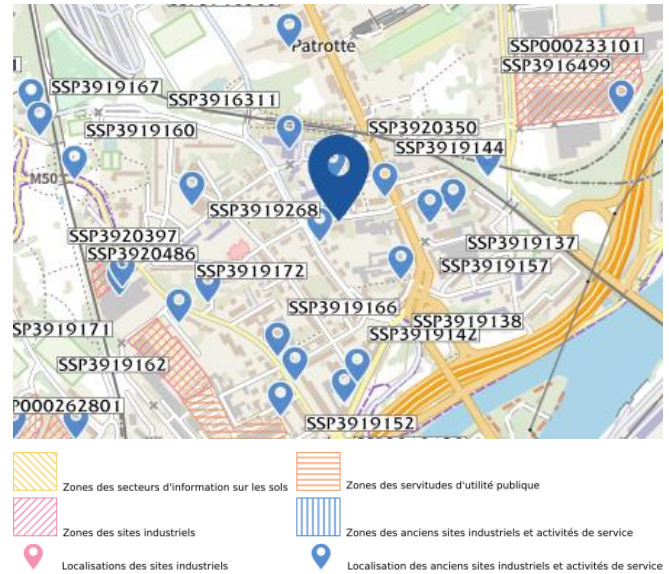 Patrotte
SSP000233101
SSP3916499
SSP3919167
SSP3916311
SSP3920350
SSP3919160
SSP3919144
M50
SSP3919268
SSP3920397
SSP3919137
SSP3920486
SSP3919172
SSP3919157
SSP3919166
SSP3919138
SSP3919171
SSP3919142
SSP3919162
P000262801
SSP3919152
Zones des secteurs d'information sur les sols
Zones des servitudes d'utilité publique
Zones des sites industriels
Zones des anciens sites industriels et activités de service
Localisations des sites industriels
Localisation des anciens sites industriels et activités de service